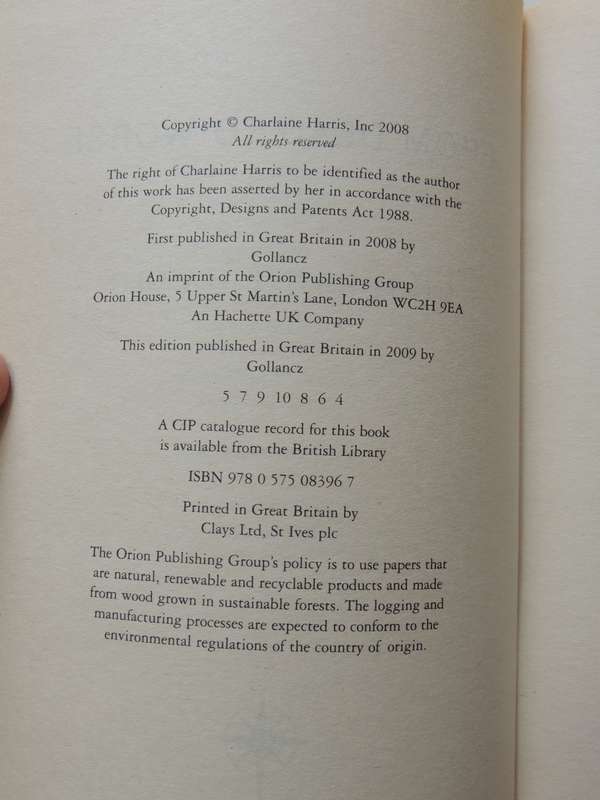 Copyright © Charlaine Harris, Inc 2008
All rights reserved
The right of Charlaine Harris to be identified as the author
of this work has been asserted by her in accordance with the
Copyright, Designs and Patents Act 1988.
First published in Great Britain in 2008 by
Gollancz
An imprint of the Orion Publishing Group
Orion House, 5 Upper St Martin's Lane, London WC2H 9EA
An Hachette UK Company
This edition published in Great Britain in 2009 by
Gollancz
5 7 9 10 8 6 4
A CIP catalogue record for this book
is available from the British Library
ISBN 978 0 575 08396 7
Printed in Great Britain by
Clays Ltd, St Ives plc
The Orion Publishing Group's policy is to use papers that
are natural, renewable and recyclable products and made
from wood grown in sustainable forests. The logging and
manufacturing processes are expected to conform to the
environmental regulations of the country of origin.